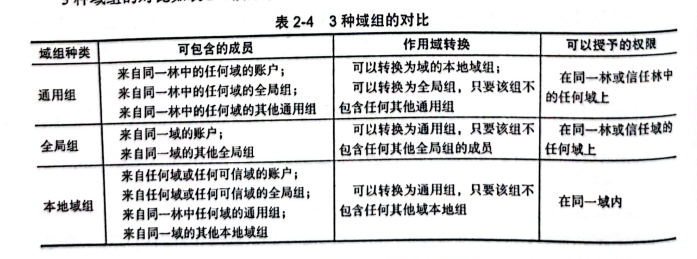 表 2-4 3 种域组的对比
域组种类 可包含的成员 作用域转换 可以授予的权限
通用组
来自同一林中的任何域的账户；
来自同一林中的任何域的全局组；
来自同一林中的任何域的其他通用组
可以转换为域的本地域组；
可以转换为全局组，只要该组不
包含任何其他通用组
在同一林或信任林中
的任何域上
全局组
来自同一域的账户；
来自同一域的其他全局组
可以转换为通用组，只要该组不
包含任何其他全局组的成员
在同一林或信任域的
任何域上
本地域组
来自任何域或任何可信域的账户；
来自任何域或任何可信域的全局组；
来自同一林中任何域的通用组；
来自同一域的其他本地域组
可以转换为通用组，只要该组不
包含任何其他域本地组
在同一域内